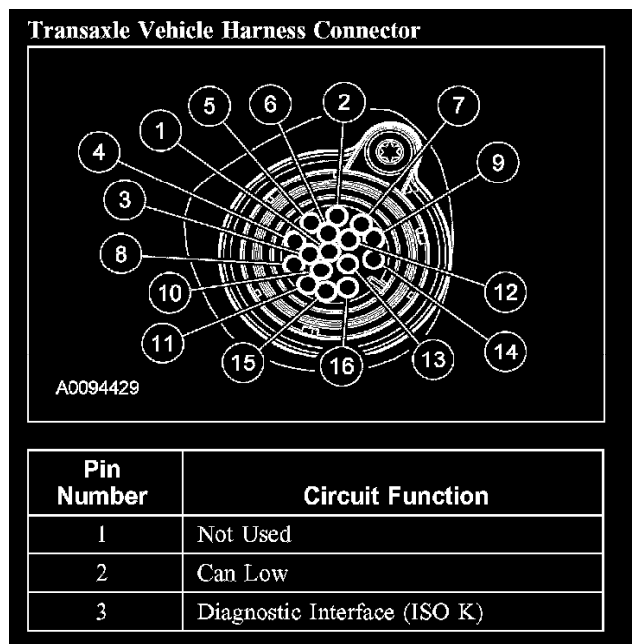 Transaxle Vehicle Harness Connector
5 6 2 7
1
4 9
3
8
10 12
11 14
15 16 13
A0094429
Pin Number Circuit Function
1 Not Used
2 Can Low
3 Diagnostic Interface (ISO K)